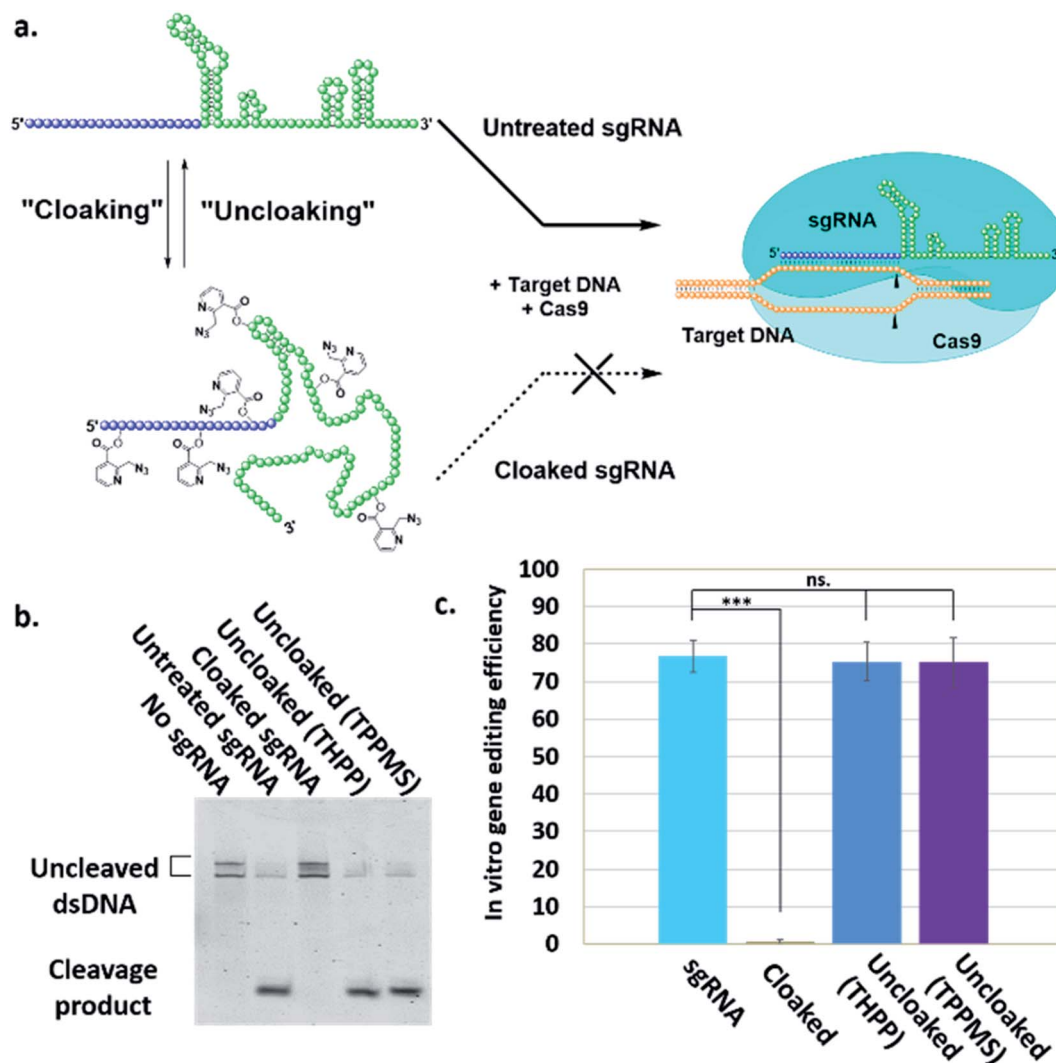 a.
5'
3'
Untreated sgRNA
"Cloaking"
"Uncloaking"
sgRNA
5'
3'
+ Target DNA
+ Cas9
Target DNA
Cas9
N
O
N3
O
N3
N
O
O
N
O
N3
O
5'
O
O
N3
N
O
O
N3
N
3'
O
O
N3
N
Cloaked sgRNA
b.
No sgRNA
Untreated sgRNA
Cloaked sgRNA
Uncloaked (THPP)
Uncloaked (TPPMS)
Uncleaved
dsDNA
Cleavage
product
c.
In vitro gene editing efficiency
100
90
80
70
60
50
40
30
20
10
0
ns.
***
sgRNA
Cloaked
Uncloaked
(THPP)
Uncloaked
(TPPMS)